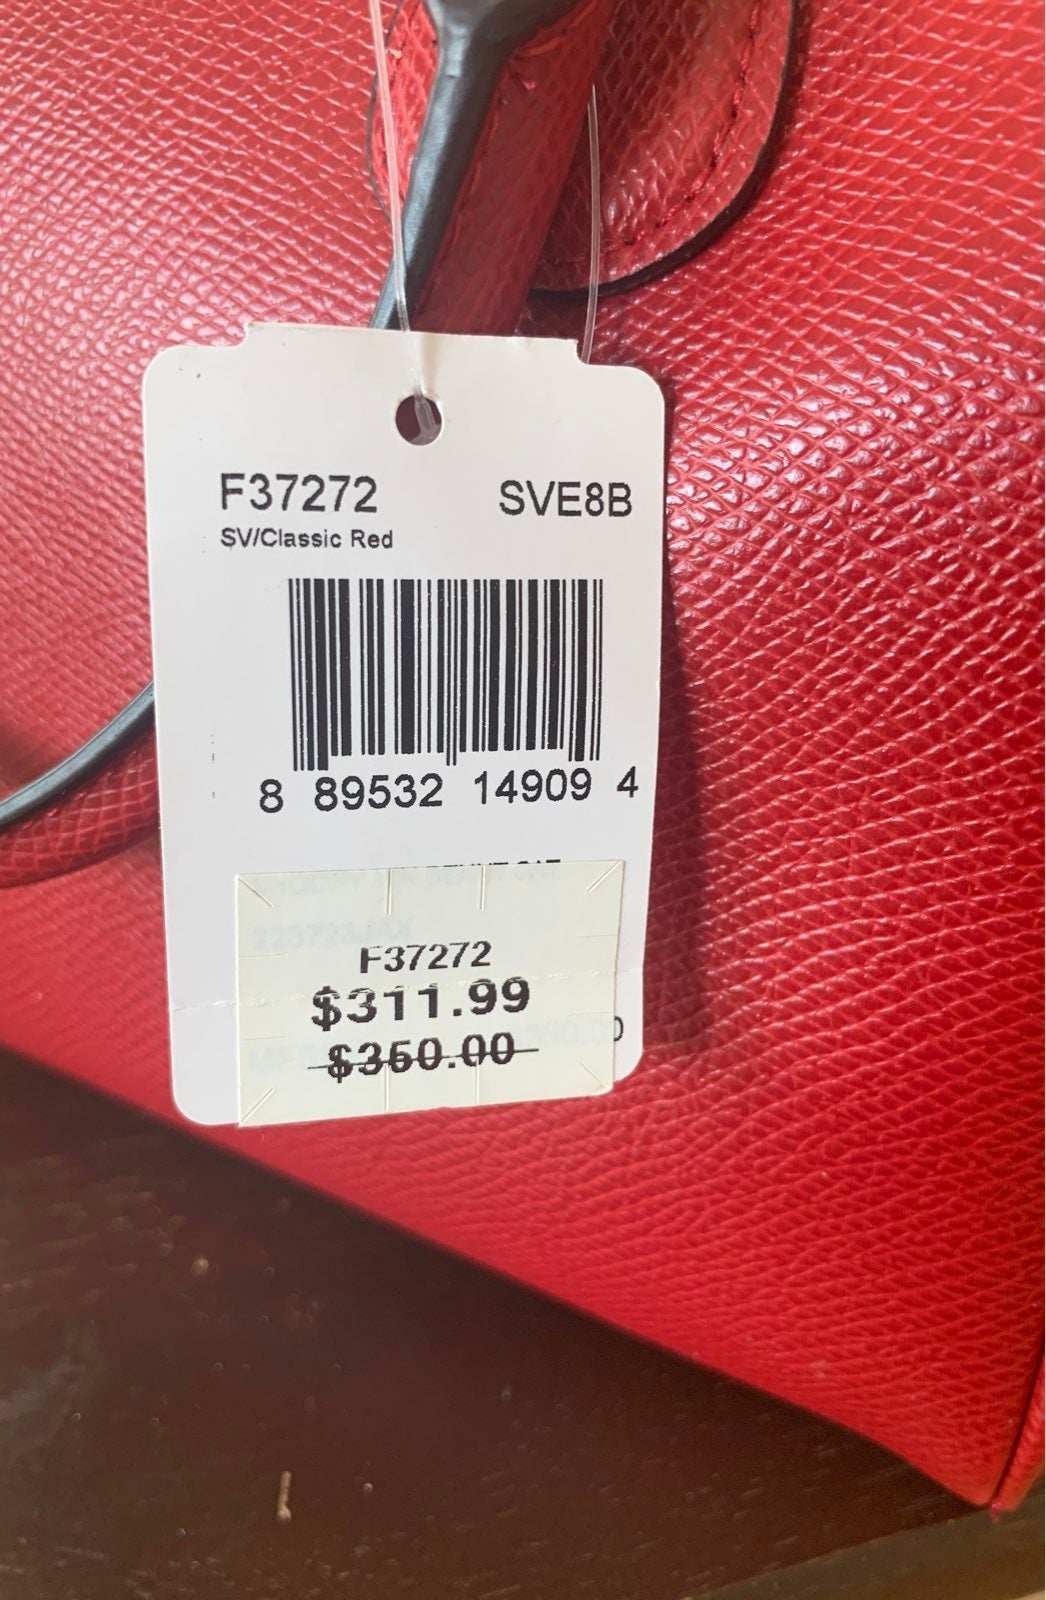 F37272 SVE8B
SV/Classic Red
8 89532 14909 4
F37272
$311.99
$350.00